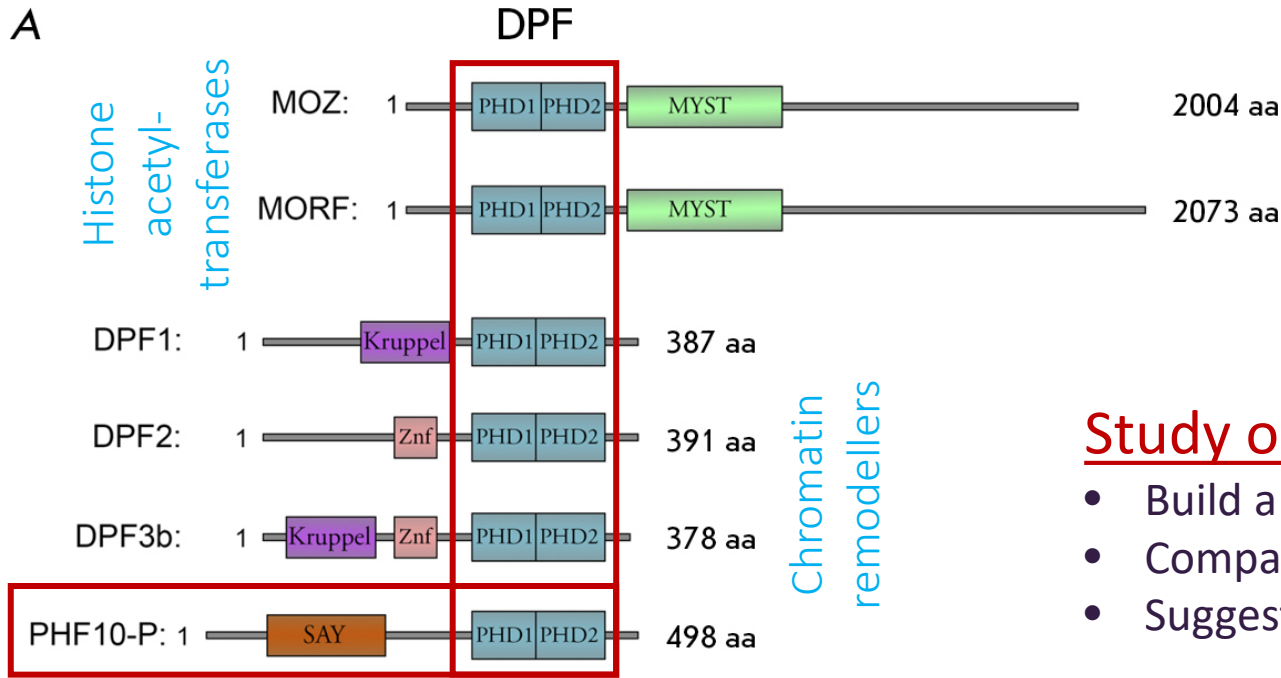 A
DPF
Histone
acetyl-
transferases
MOZ: 1 PHD1 PHD2 MYST 2004 aa
MORF: 1 PHD1 PHD2 MYST 2073 aa
DPF1: 1 Kruppel PHD1 PHD2 387 aa
DPF2: 1 Znf PHD1 PHD2 391 aa
DPF3b: 1 Kruppel Znf PHD1 PHD2 378 aa
PHF10-P: 1 SAY PHD1 PHD2 498 aa
Chromatin
remodellers
Study o
• Build a
• Compa
• Suggest